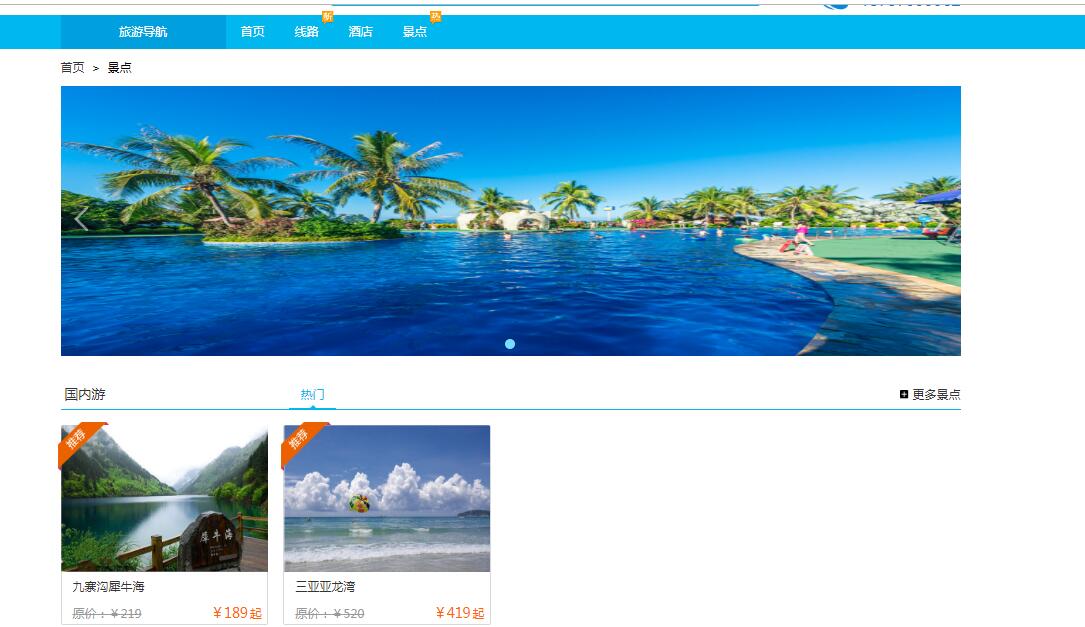 新 热
旅游导航 首页 线路 酒店 景点
首页 > 景点
国内游 热门 更多景点
推荐 推荐
犀牛海
九寨沟犀牛海 三亚亚龙湾
原价：￥219 ￥189起 原价：￥520 ￥419起